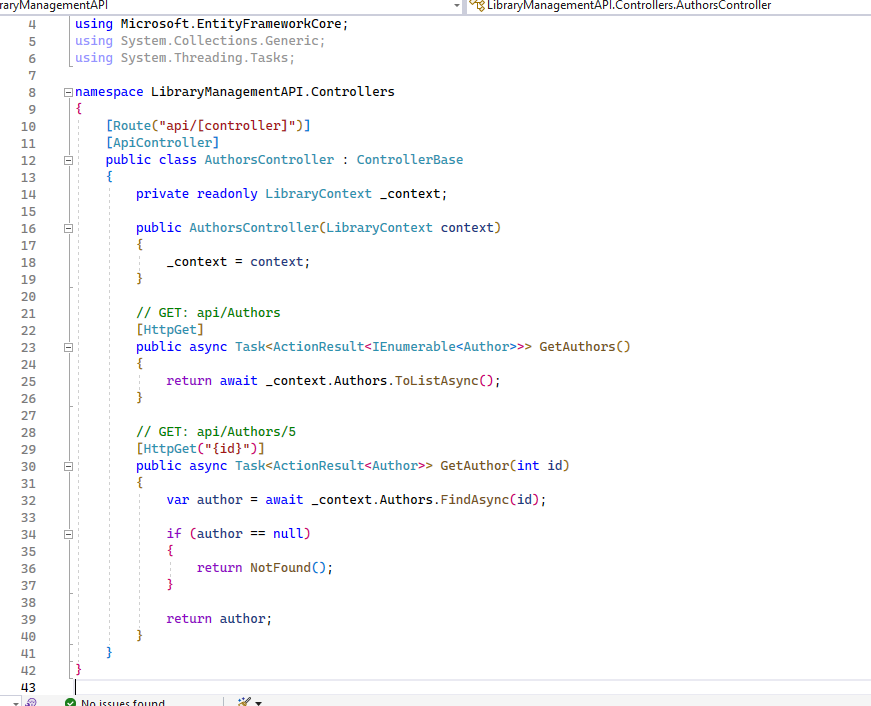 raryManagementAPI
LibraryManagementAPI.Controllers.AuthorsController
4 using Microsoft.EntityFrameworkCore;
5 using System.Collections.Generic;
6 using System.Threading.Tasks;
7
8 namespace LibraryManagementAPI.Controllers
9 {
10 [Route("api/[controller]")]
11 [ApiController]
12 public class AuthorsController : ControllerBase
13 {
14 private readonly LibraryContext _context;
15
16 public AuthorsController(LibraryContext context)
17 {
18 _context = context;
19 }
20
21 // GET: api/Authors
22 [HttpGet]
23 public async Task<ActionResult<IEnumerable<Author>>> GetAuthors()
24 {
25 return await _context.Authors.ToListAsync();
26 }
27
28 // GET: api/Authors/5
29 [HttpGet("{id}")]
30 public async Task<ActionResult<Author>> GetAuthor(int id)
31 {
32 var author = await _context.Authors.FindAsync(id);
33
34 if (author == null)
35 {
36 return NotFound();
37 }
38
39 return author;
40 }
41 }
42 }
43
No issues found